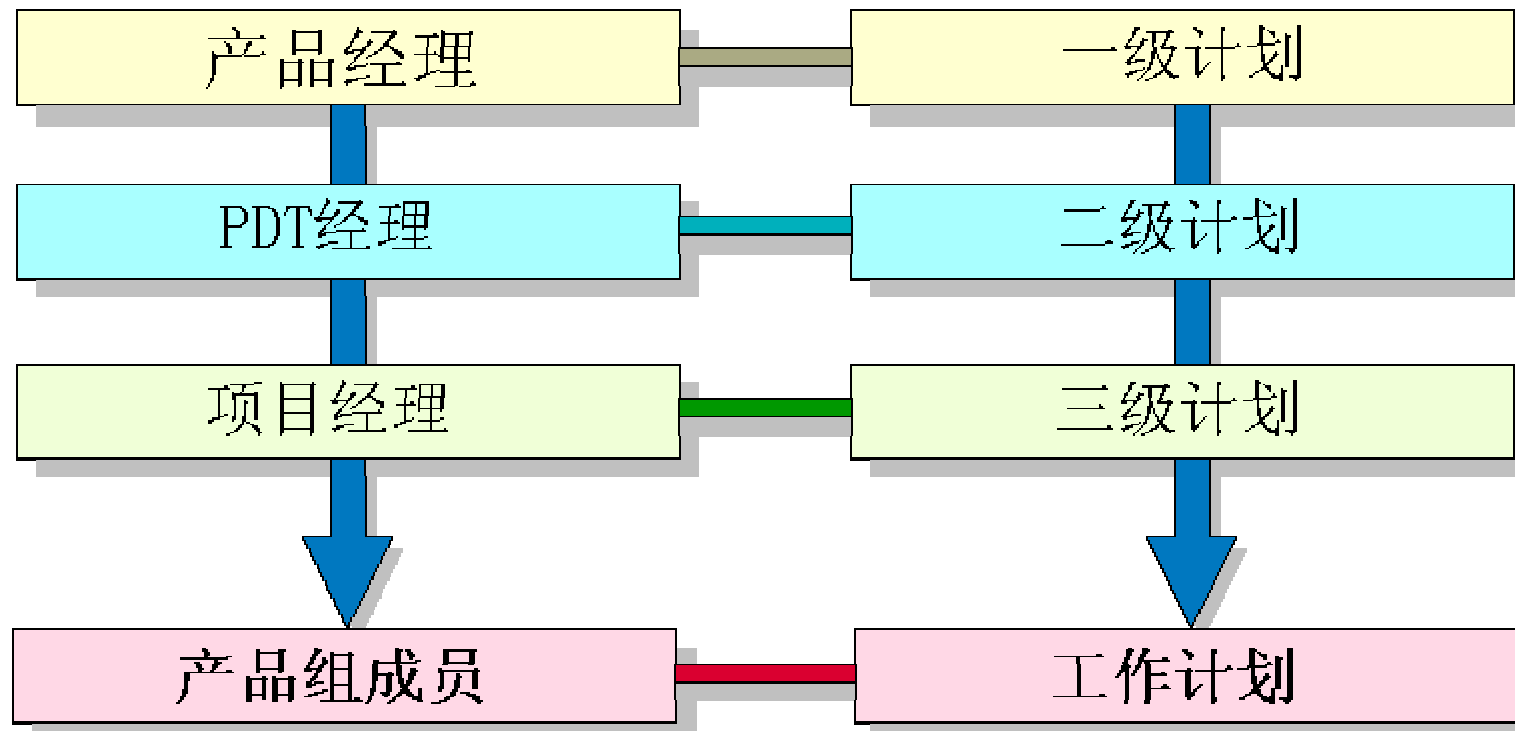 产品经理
一级计划
PDT经理
二级计划
项目经理
三级计划
产品组成员
工作计划